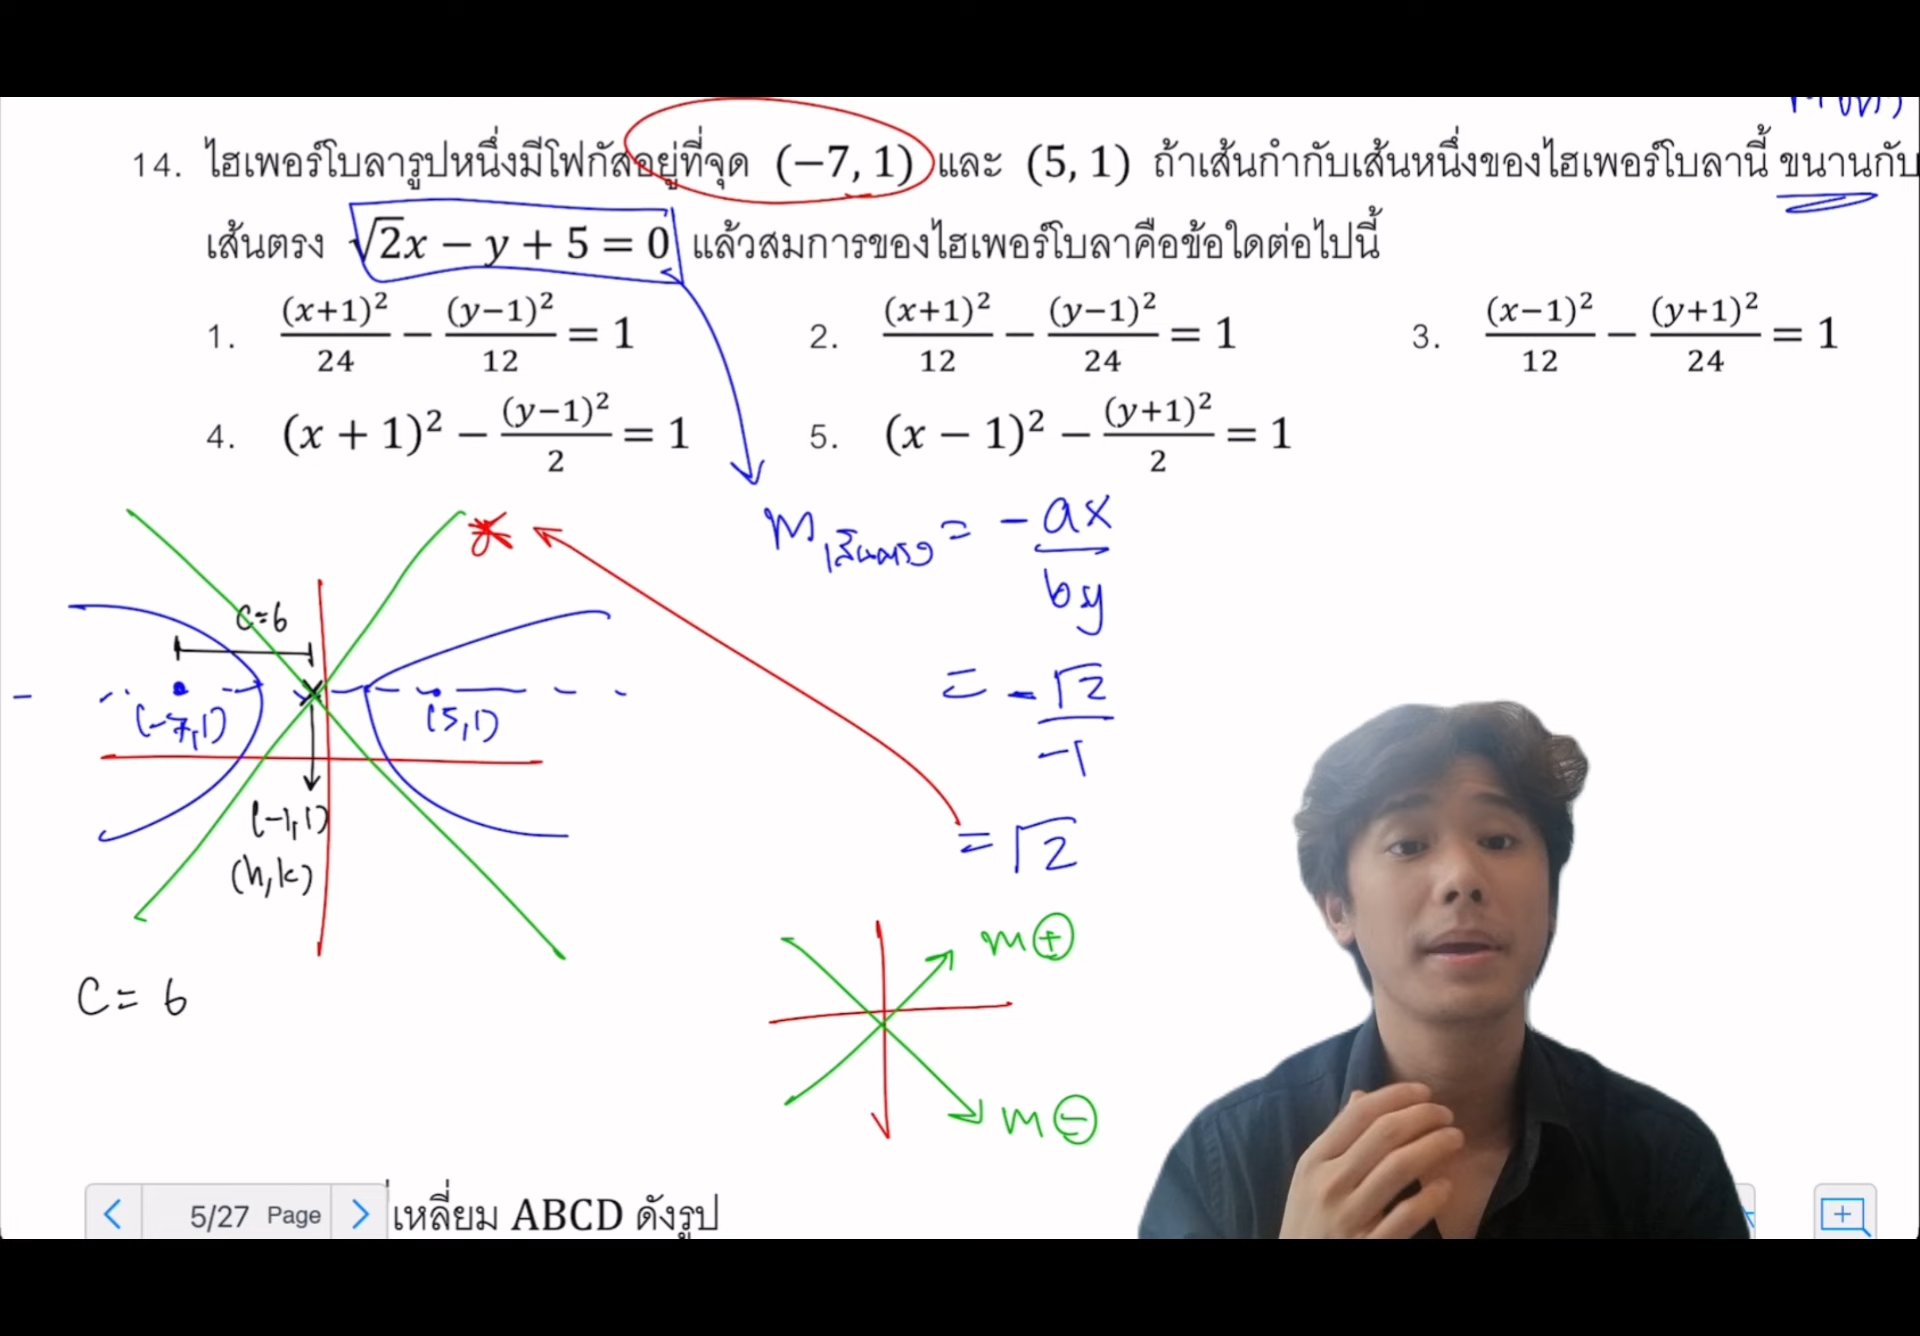 14. ไฮเพอร์โบลารูปหนึ่งมีโฟกัสอยู่ที่จุด (−7, 1) และ (5, 1) ถ้าเส้นกำกับเส้นหนึ่งของไฮเพอร์โบลานี้ ขนานกับ
เส้นตรง √2x − y + 5 = 0 แล้วสมการของไฮเพอร์โบลาคือข้อใดต่อไปนี้
1. (x+1)²/24 − (y−1)²/12 = 1 2. (x+1)²/12 − (y−1)²/24 = 1 3. (x−1)²/12 − (y+1)²/24 = 1
4. (x + 1)² − (y−1)²/2 = 1 5. (x − 1)² − (y+1)²/2 = 1
m เส้นตรง = − ax/by
= − √2/−1
= √2
c=6
(−7,1)
(5,1)
(−1,1)
(h,k)
C = 6
m ⊕
m ⊖
5/27 Page
เหลี่ยม ABCD ดังรูป